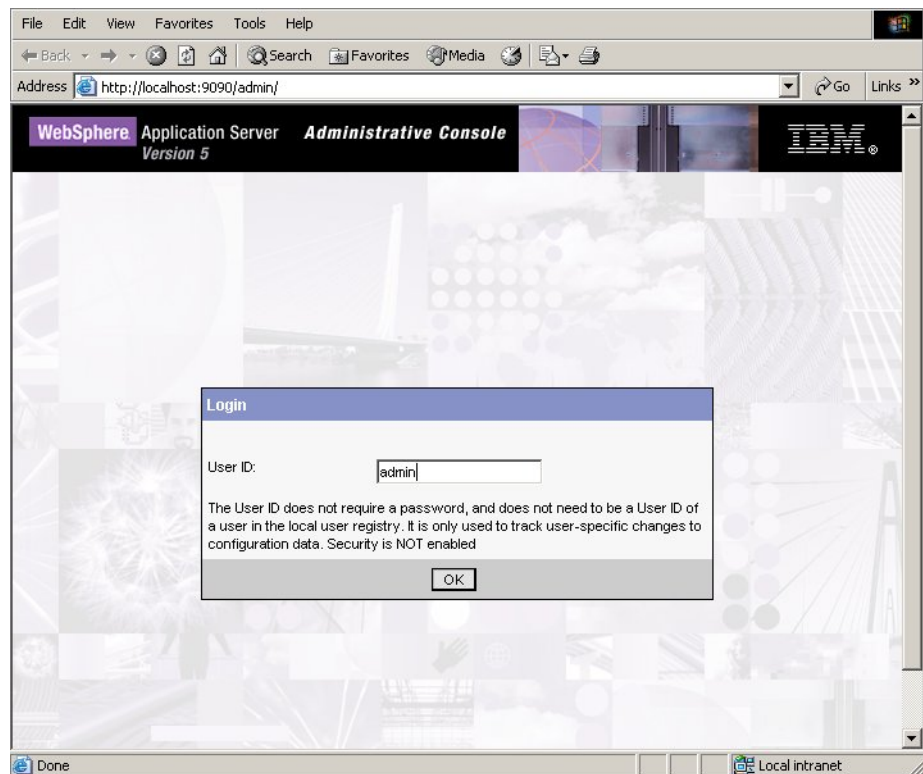 File Edit View Favorites Tools Help
Back Search Favorites Media
Address http://localhost:9090/admin/ Go Links »
WebSphere Application Server Administrative Console
Version 5
IBM®
Login
User ID: admin
The User ID does not require a password, and does not need to be a User ID of
a user in the local user registry. It is only used to track user-specific changes to
configuration data. Security is NOT enabled
OK
Done Local intranet